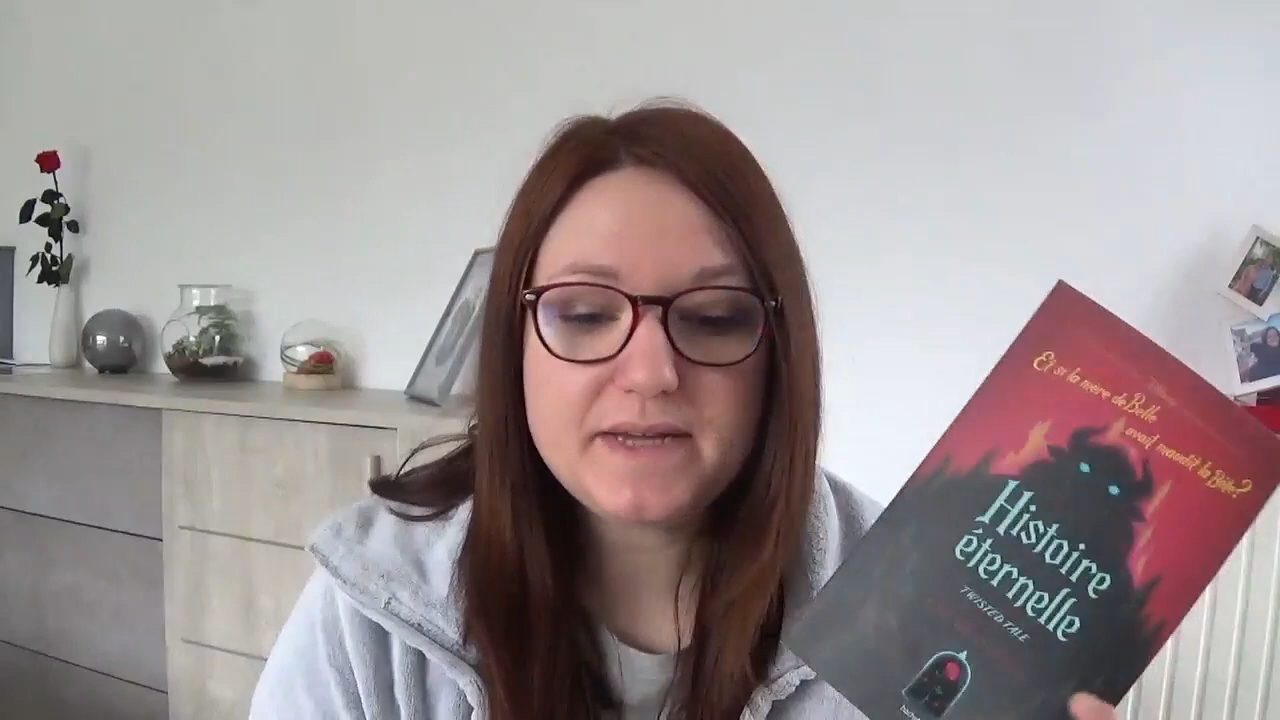 Et si la mère de Belle
avait maudit la Bête?
Histoire
éternelle
TWISTED TALE